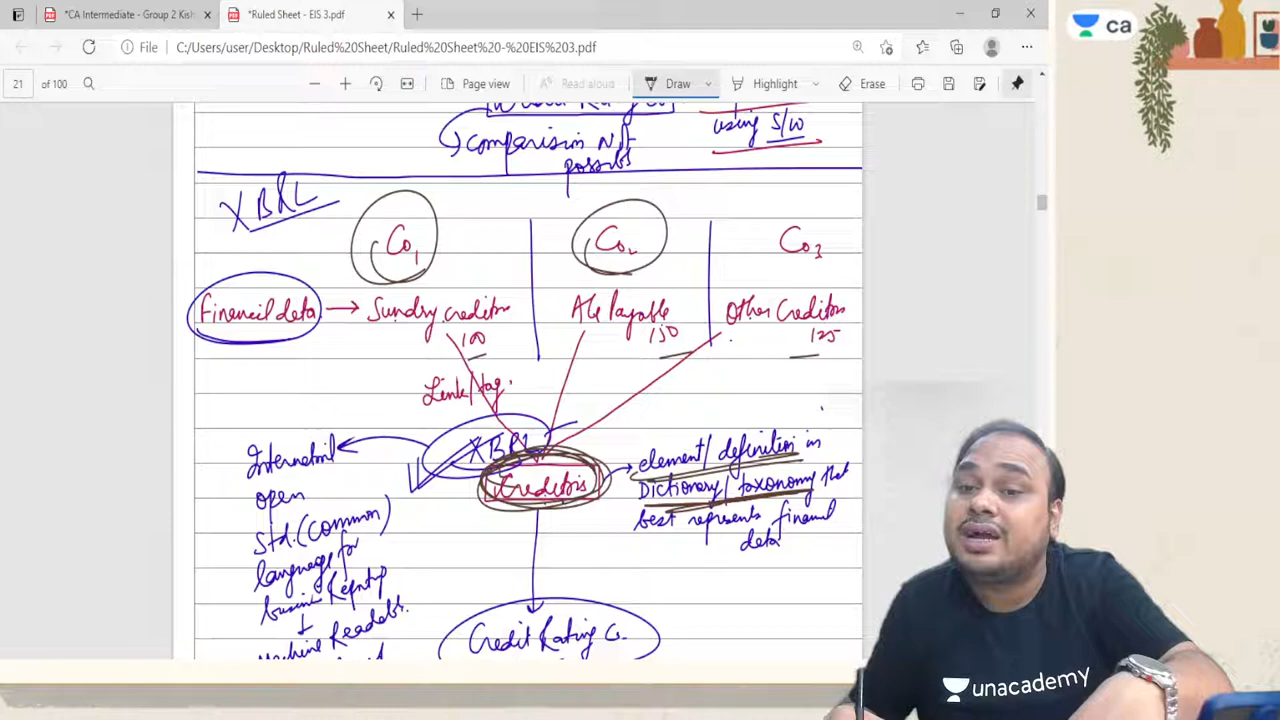 *CA Intermediate - Group 2 Kish
*Ruled Sheet - EIS 3.pdf
File
C:/Users/user/Desktop/Ruled%20Sheet/Ruled%20Sheet%20-%20EIS%203.pdf
21 of 100
Page view
Read aloud
Draw
Highlight
Erase
ca
comparision Not
possible
using S/W
XBRL
Co1
Co2
Co3
Financial data → Sundry creditors
A/c Payable
Other Creditors
100
150
125
Link/tag.
XBRL
Creditors
International
open
Std.(Common)
language for
Machine Readable
element/definition in
Dictionary/taxonomy that
best represents financial
data
Credit Rating Co.
unacademy